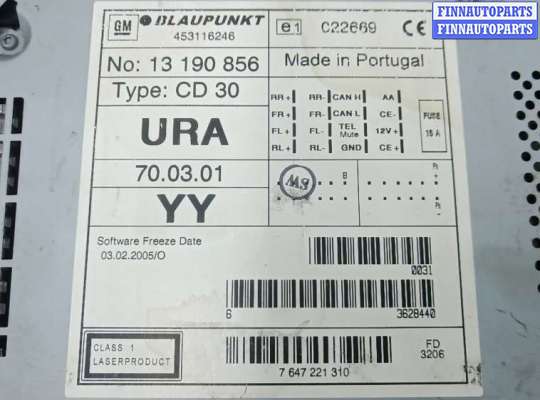 GM BLAUPUNKT
453116246
e1 C22669 CE
No: 13 190 856
Made in Portugal
Type: CD 30
URA
70.03.01
YY
RR+ RR- CAN H AA
FR+ FR- CAN L CE-
FL+ FL- TEL Mute 12V+
RL+ RL- GND CE+
FUSE
15 A
B
Software Freeze Date
03.02.2005/O
0031
6 3628440
CLASS 1
LASERPRODUCT
7 647 221 310
FD
3206
FINNAUTOPARTS
FINNAUTOPARTS